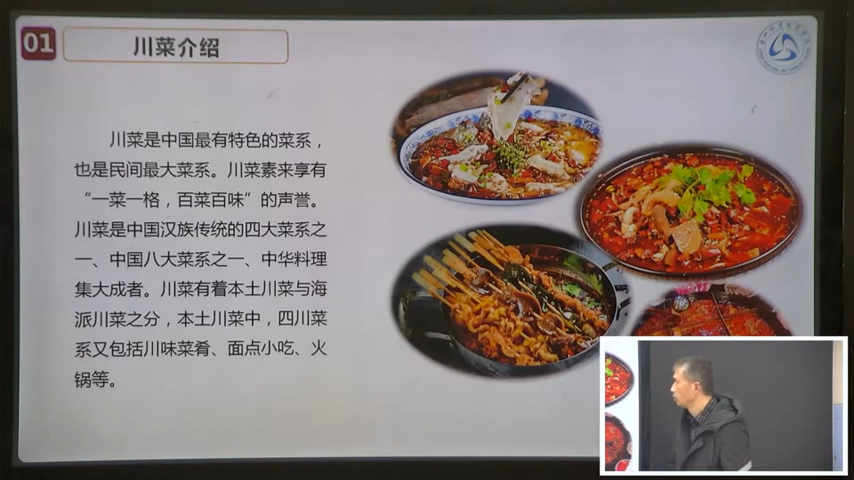 01
川菜介绍
川菜是中国最有特色的菜系，
也是民间最大菜系。川菜素来享有
“一菜一格，百菜百味”的声誉。
川菜是中国汉族传统的四大菜系之
一、中国八大菜系之一、中华料理
集大成者。川菜有着本土川菜与海
派川菜之分，本土川菜中，四川菜
系又包括川味菜肴、面点小吃、火
锅等。